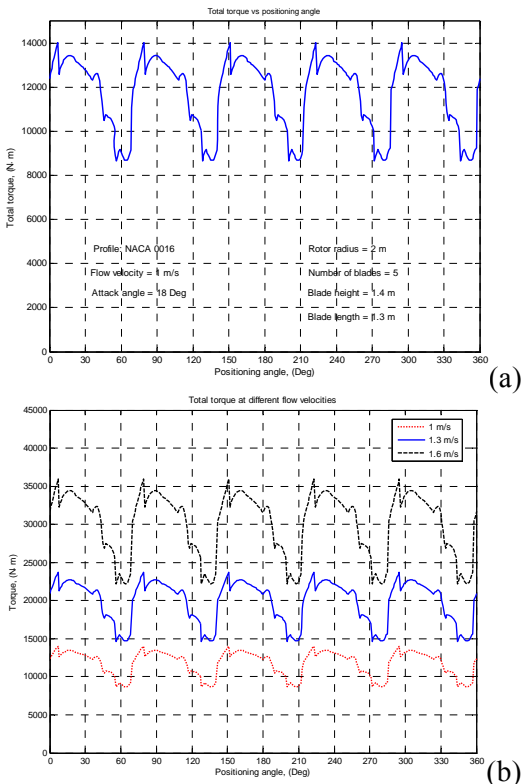 Total torque vs positioning angle
14000
12000
10000
8000
6000
4000
2000
0
Total torque, (N. m)
Profile: NACA 0016
Flow velocity = 1 m/s
Attack angle = 18 Deg
Rotor radius = 2 m
Number of blades = 5
Blade height = 1.4 m
Blade length = 1.3 m
0 30 60 90 120 150 180 210 240 270 300 330 360
Positioning angle, (Deg)
(a)
Total torque at different flow velocities
45000
40000
35000
30000
25000
20000
15000
10000
5000
0
Torque, (N. m)
1 m/s
1.3 m/s
1.6 m/s
0 30 60 90 120 150 180 210 240 270 300 330 360
Positioning angle, (Deg)
(b)